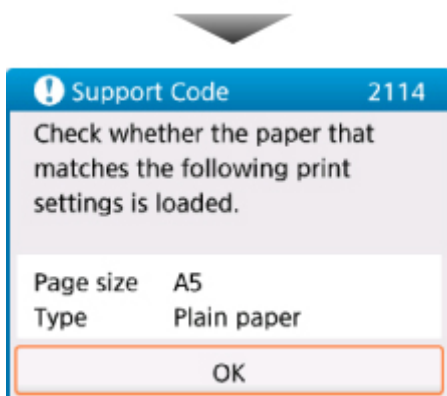 Support Code 2114
Check whether the paper that
matches the following print
settings is loaded.
Page size A5
Type Plain paper
OK